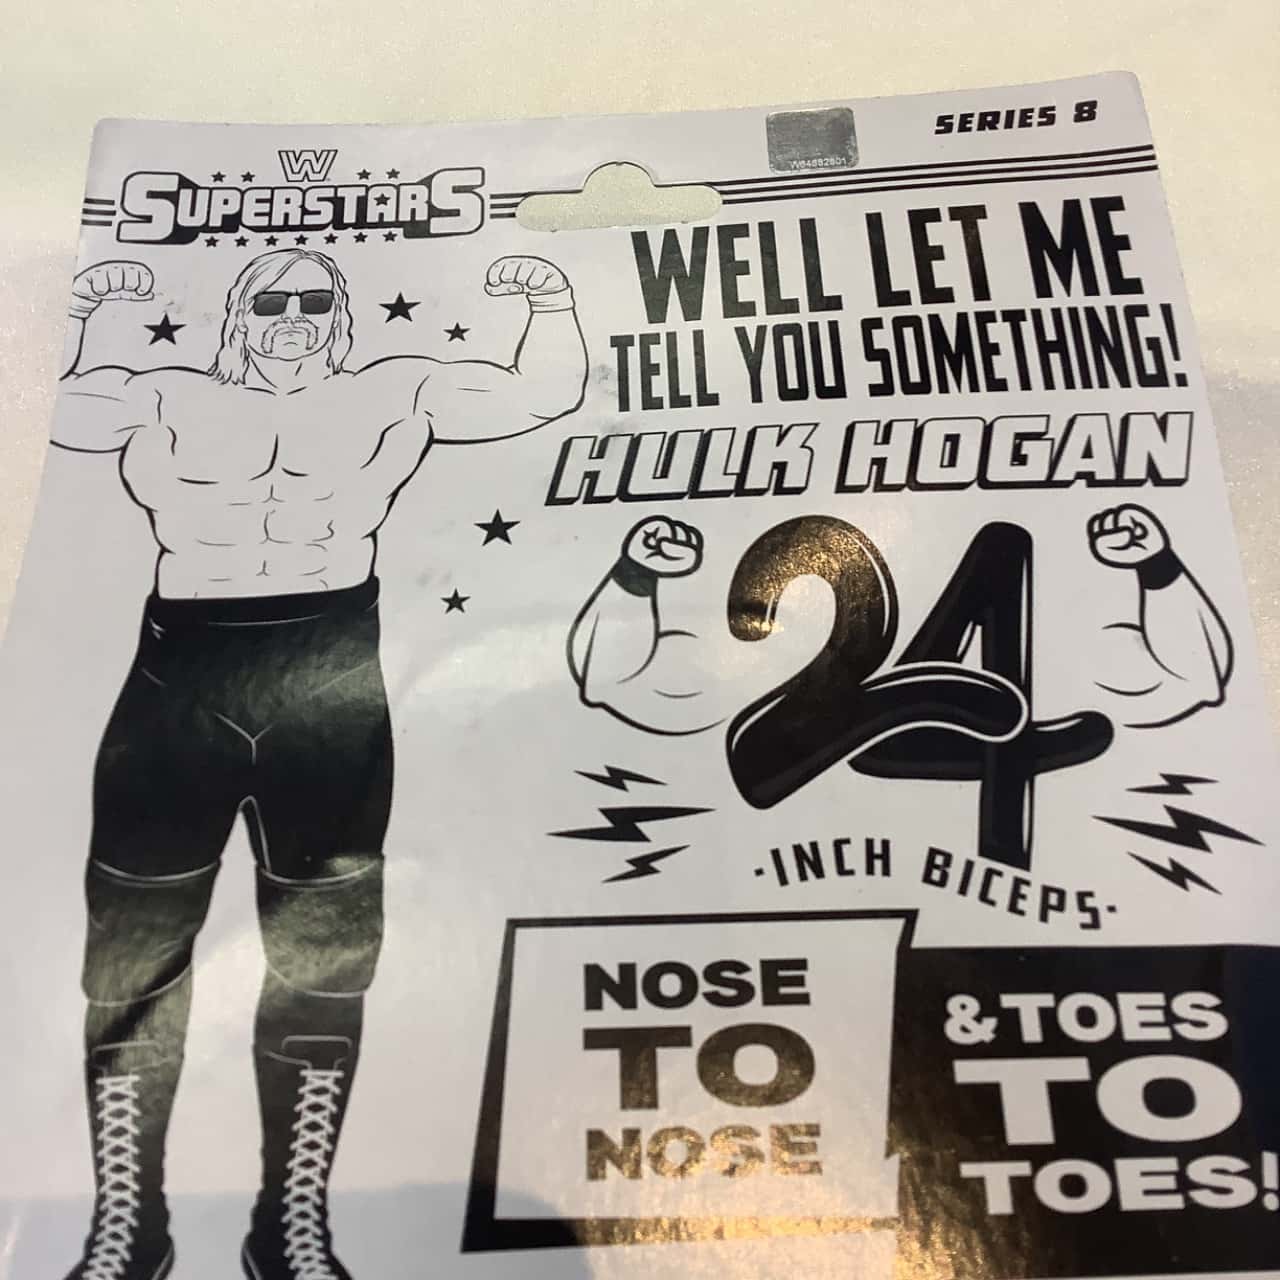 SERIES 8
W64882801
W
SUPERSTARS
WELL LET ME
TELL YOU SOMETHING!
HULK HOGAN
24
-INCH BICEPS-
NOSE
TO
NOSE
& TOES
TO
TOES!